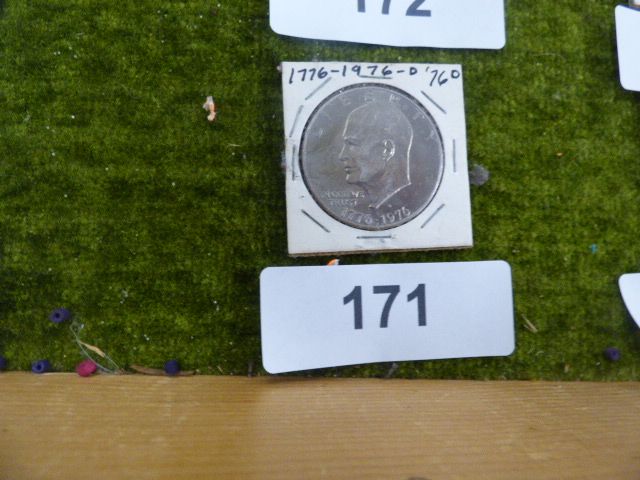 172
1776-1976-D '76D
LIBERTY
IN GOD WE
TRUST
1776-1976
171